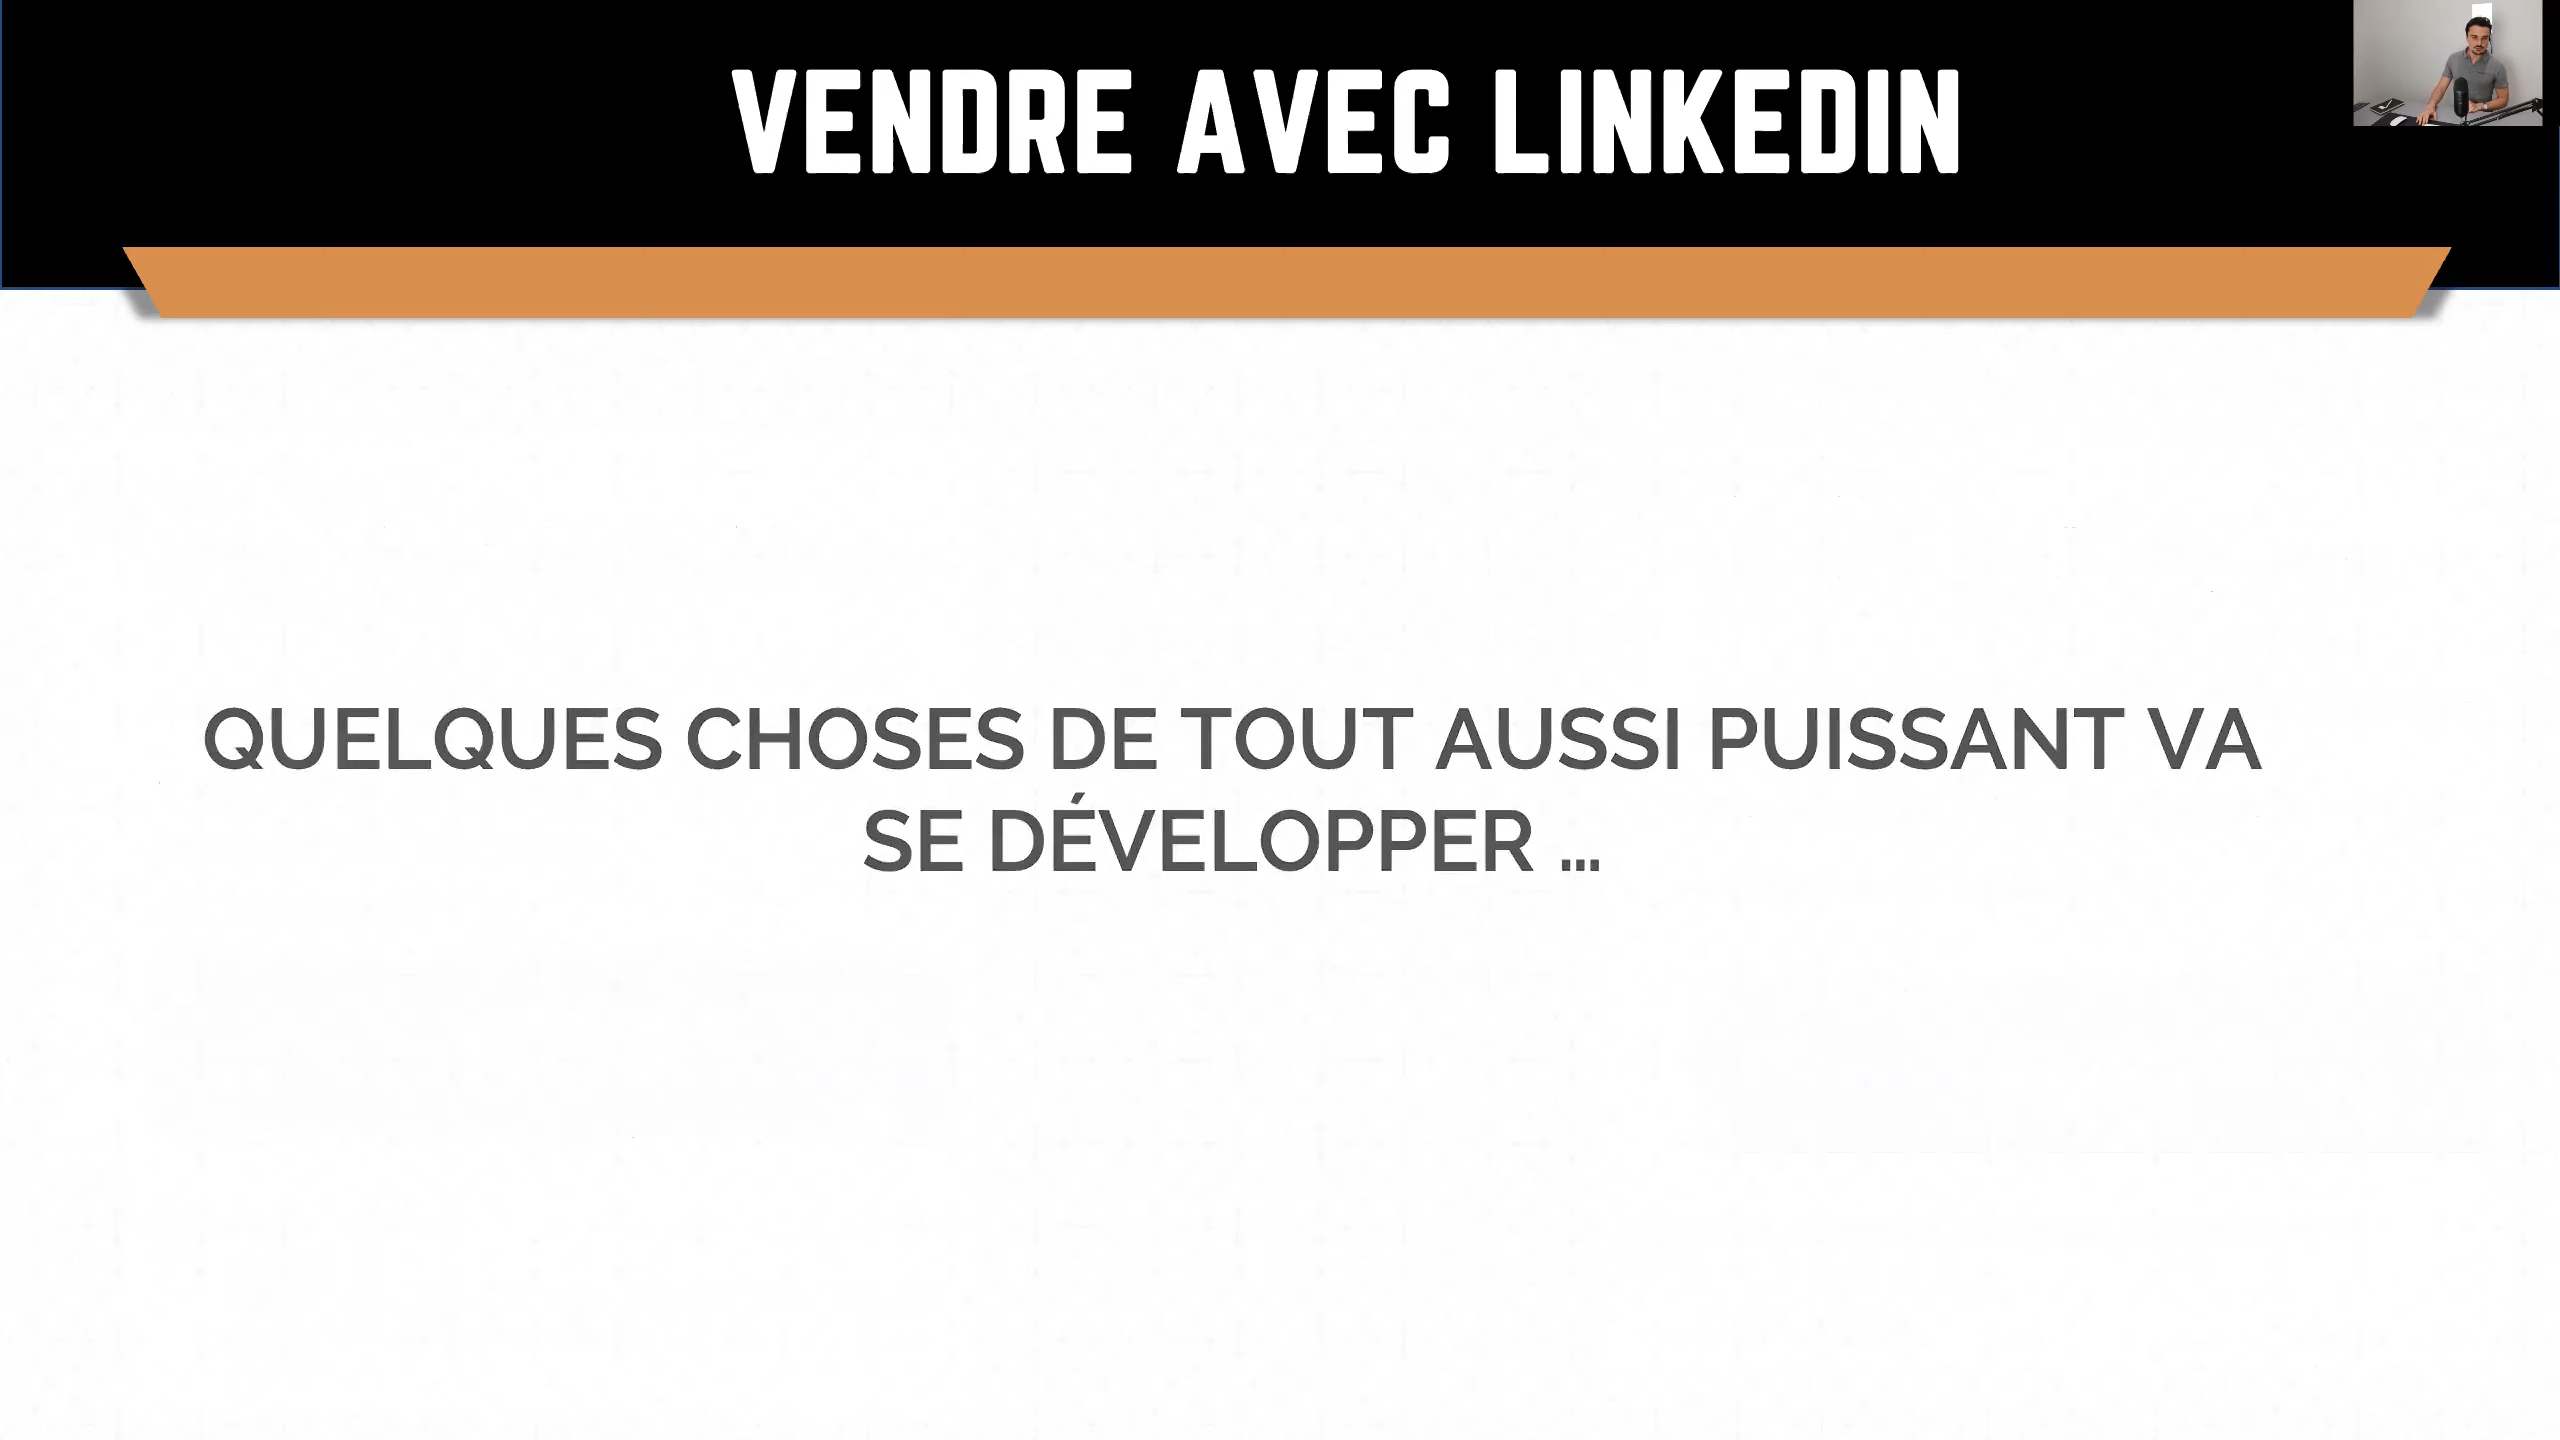 VENDRE AVEC LINKEDIN
QUELQUES CHOSES DE TOUT AUSSI PUISSANT VA
SE DÉVELOPPER ...